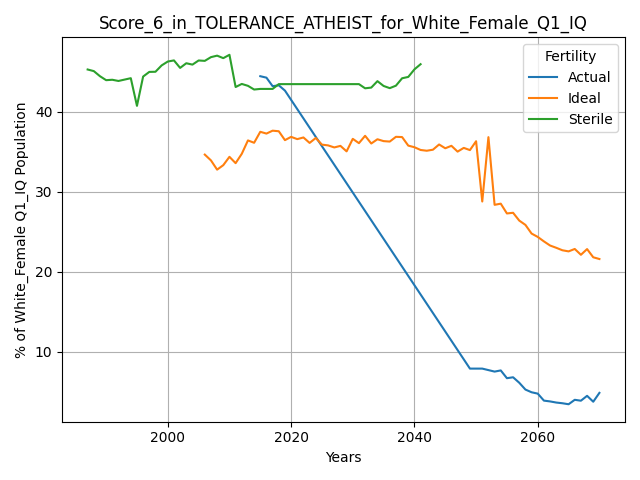 Score_6_in_TOLERANCE_ATHEIST_for_White_Female_Q1_IQ
% of White_Female Q1_IQ Population
40
30
20
10
Fertility
Actual
Ideal
Sterile
2000
2020
2040
2060
Years